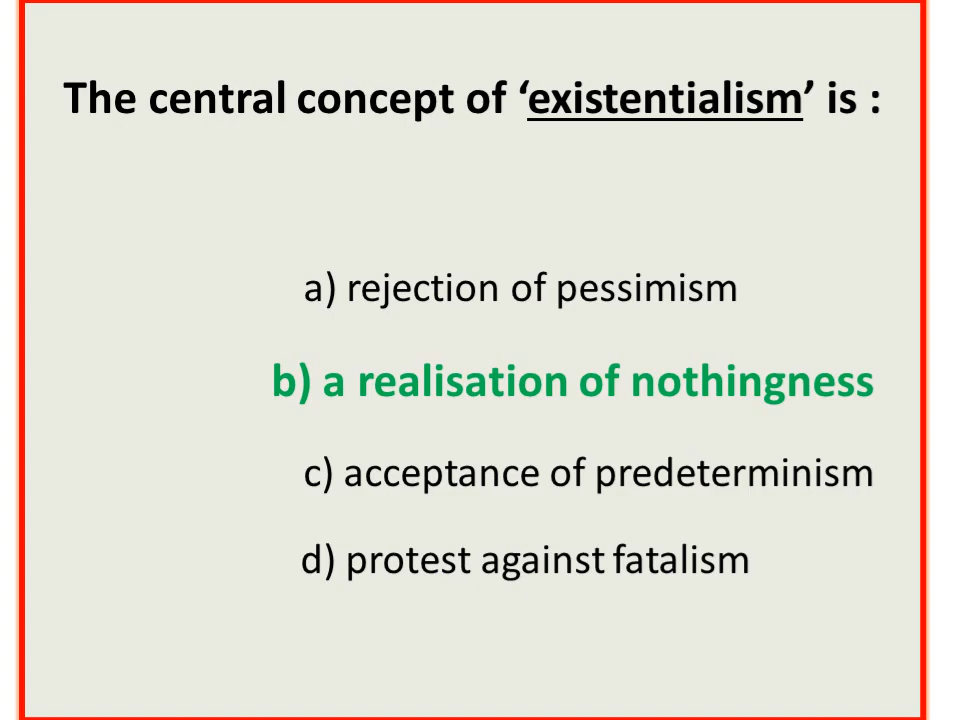 The central concept of ‘existentialism’ is :
a) rejection of pessimism
b) a realisation of nothingness
c) acceptance of predeterminism
d) protest against fatalism